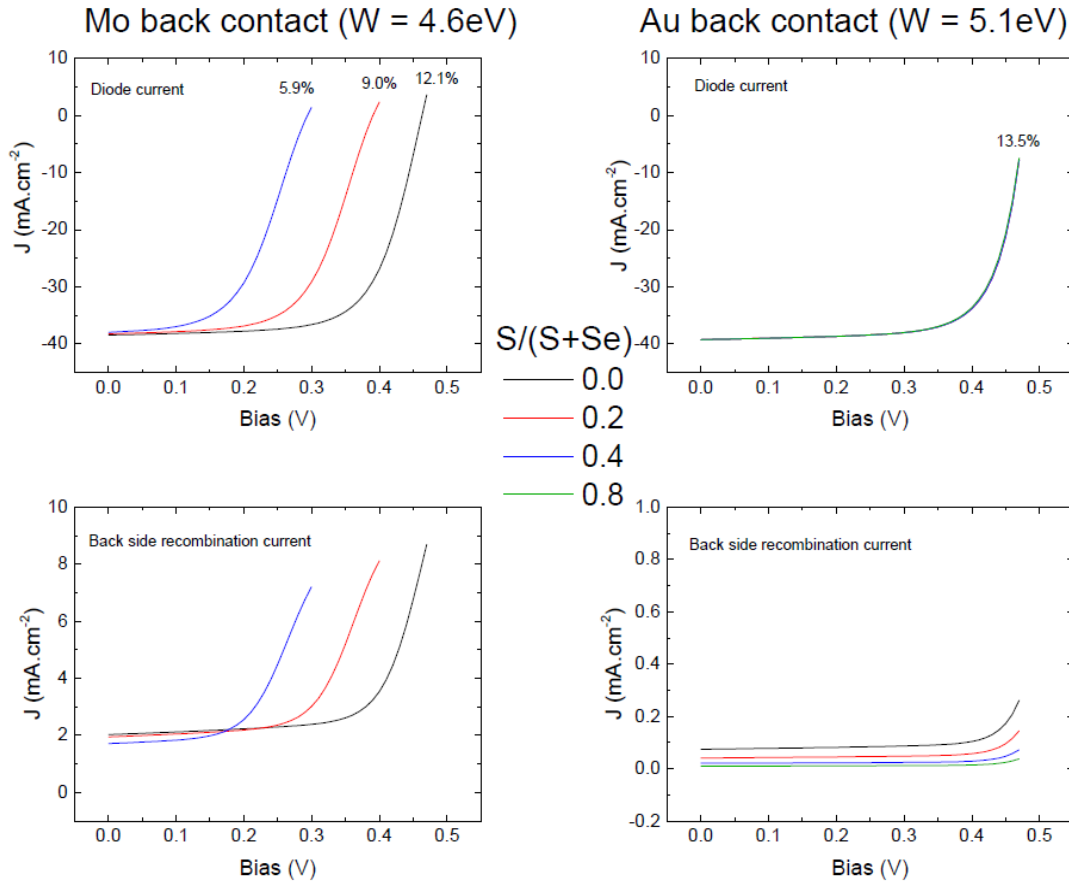 Mo back contact (W = 4.6eV)
Au back contact (W = 5.1eV)
10
0
-10
-20
-30
-40
J (mA.cm-2)
Diode current
5.9%
9.0%
12.1%
0.0 0.1 0.2 0.3 0.4 0.5
Bias (V)
10
0
-10
-20
-30
-40
J (mA.cm-2)
Diode current
13.5%
0.0 0.1 0.2 0.3 0.4 0.5
Bias (V)
S/(S+Se)
0.0
0.2
0.4
0.8
10
8
6
4
2
0
J (mA.cm-2)
Back side recombination current
0.0 0.1 0.2 0.3 0.4 0.5
Bias (V)
1.0
0.8
0.6
0.4
0.2
0.0
-0.2
J (mA.cm-2)
Back side recombination current
0.0 0.1 0.2 0.3 0.4 0.5
Bias (V)